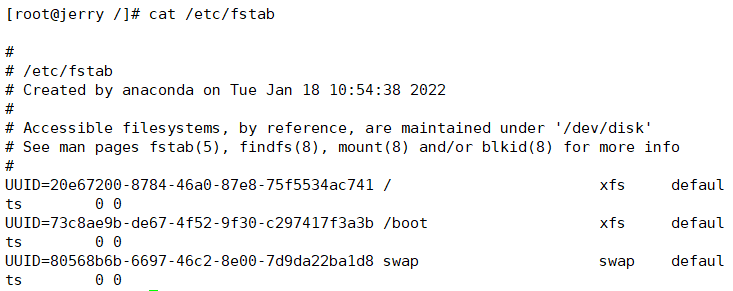 [root@jerry /]# cat /etc/fstab
#
# /etc/fstab
# Created by anaconda on Tue Jan 18 10:54:38 2022
#
# Accessible filesystems, by reference, are maintained under '/dev/disk'
# See man pages fstab(5), findfs(8), mount(8) and/or blkid(8) for more info
#
UUID=20e67200-8784-46a0-87e8-75f5534ac741 /                       xfs     defaul
ts        0 0
UUID=73c8ae9b-de67-4f52-9f30-c297417f3a3b /boot                   xfs     defaul
ts        0 0
UUID=80568b6b-6697-46c2-8e00-7d9da22ba1d8 swap                    swap    defaul
ts        0 0